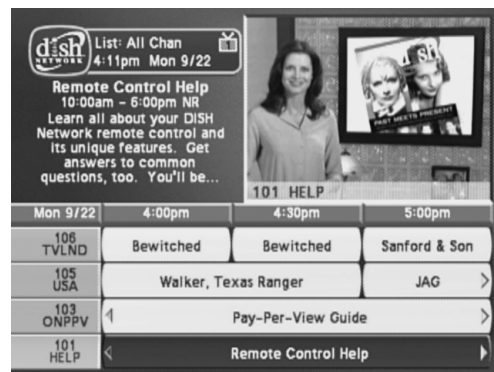 dish
NETWORK
List: All Chan
4:11pm Mon 9/22
Remote Control Help
10:00am - 6:00pm NR
Learn all about your DISH
Network remote control and
its unique features. Get
answers to common
questions, too. You'll be...
dish
PAST MEETS PRESENT
101 HELP
Mon 9/22 4:00pm 4:30pm 5:00pm
106 TVLND Bewitched Bewitched Sanford & Son
105 USA Walker, Texas Ranger JAG
103 ONPPV Pay-Per-View Guide
101 HELP Remote Control Help